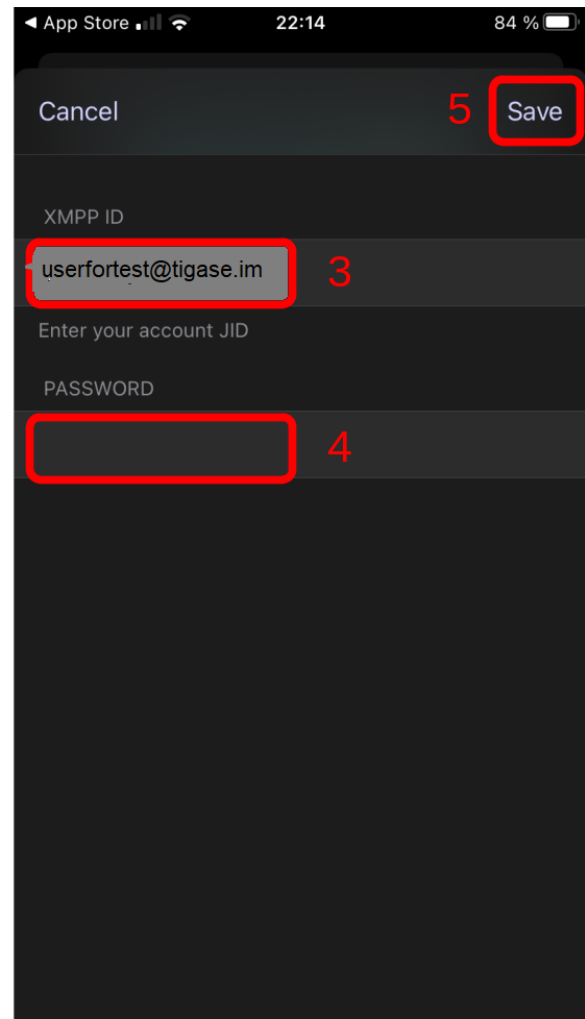 ◀ App Store 22:14 84 %
Cancel 5 Save
XMPP ID
userfortest@tigase.im 3
Enter your account JID
PASSWORD
4